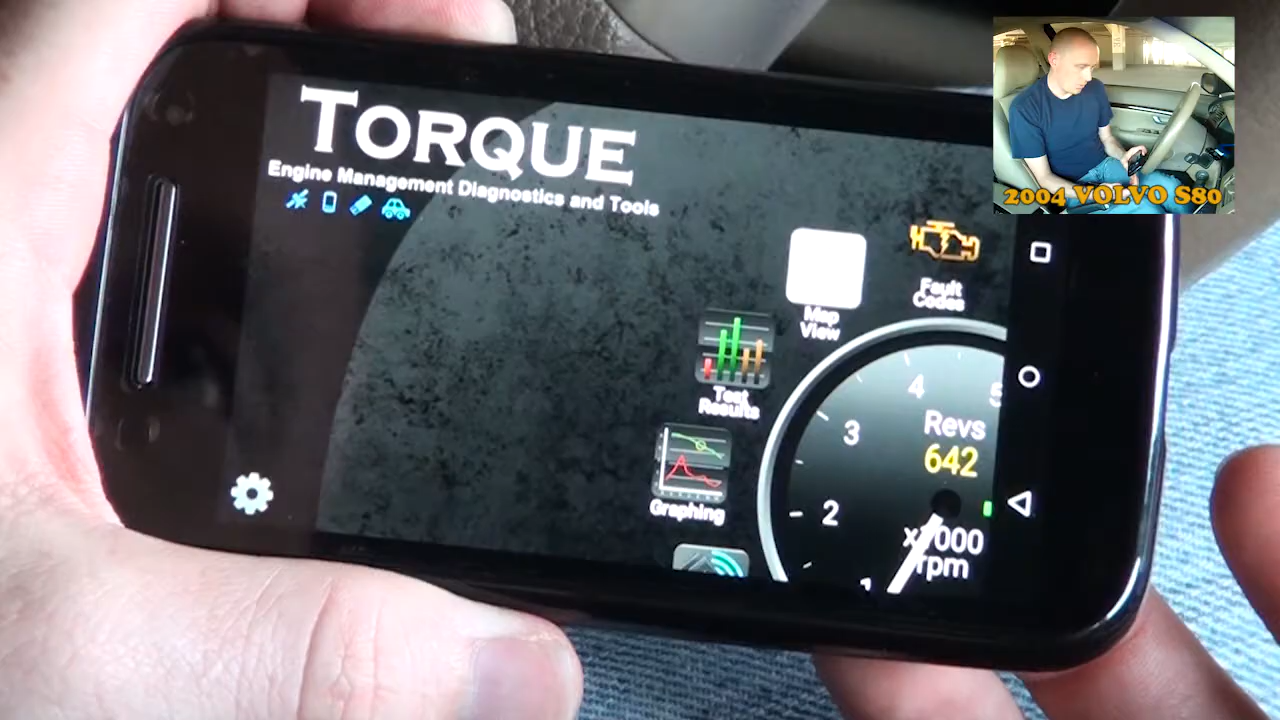 TORQUE
Engine Management Diagnostics and Tools
2004 VOLVO S80
Fault
Codes
Map
View
Test
Results
Graphing
4
5
3
Revs
642
2
x1000
rpm
1